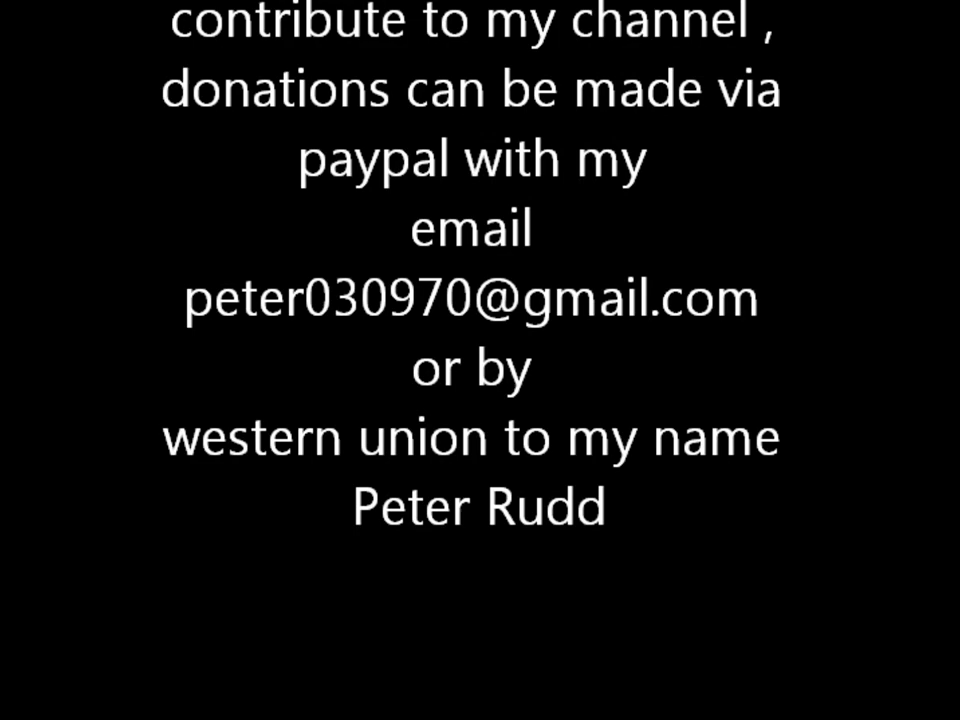 contribute to my channel ,
donations can be made via
paypal with my
email
peter030970@gmail.com
or by
western union to my name
Peter Rudd